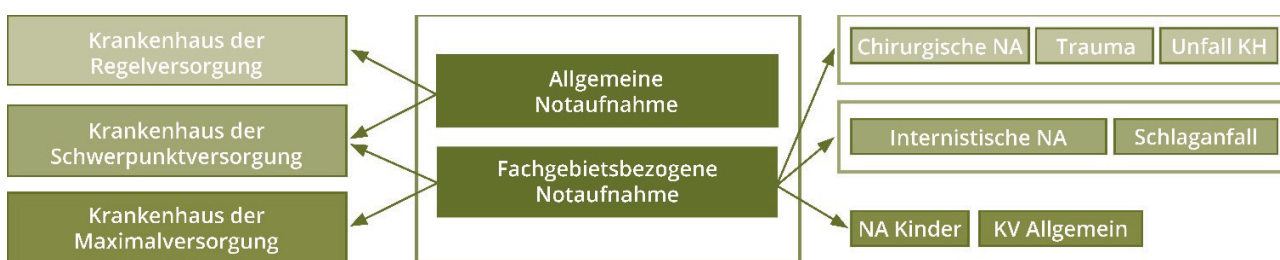 Krankenhaus der
Regelversorgung
Krankenhaus der
Schwerpunktversorgung
Krankenhaus der
Maximalversorgung
Allgemeine
Notaufnahme
Fachgebietsbezogene
Notaufnahme
Chirurgische NA
Trauma
Unfall KH
Internistische NA
Schlaganfall
NA Kinder
KV Allgemein